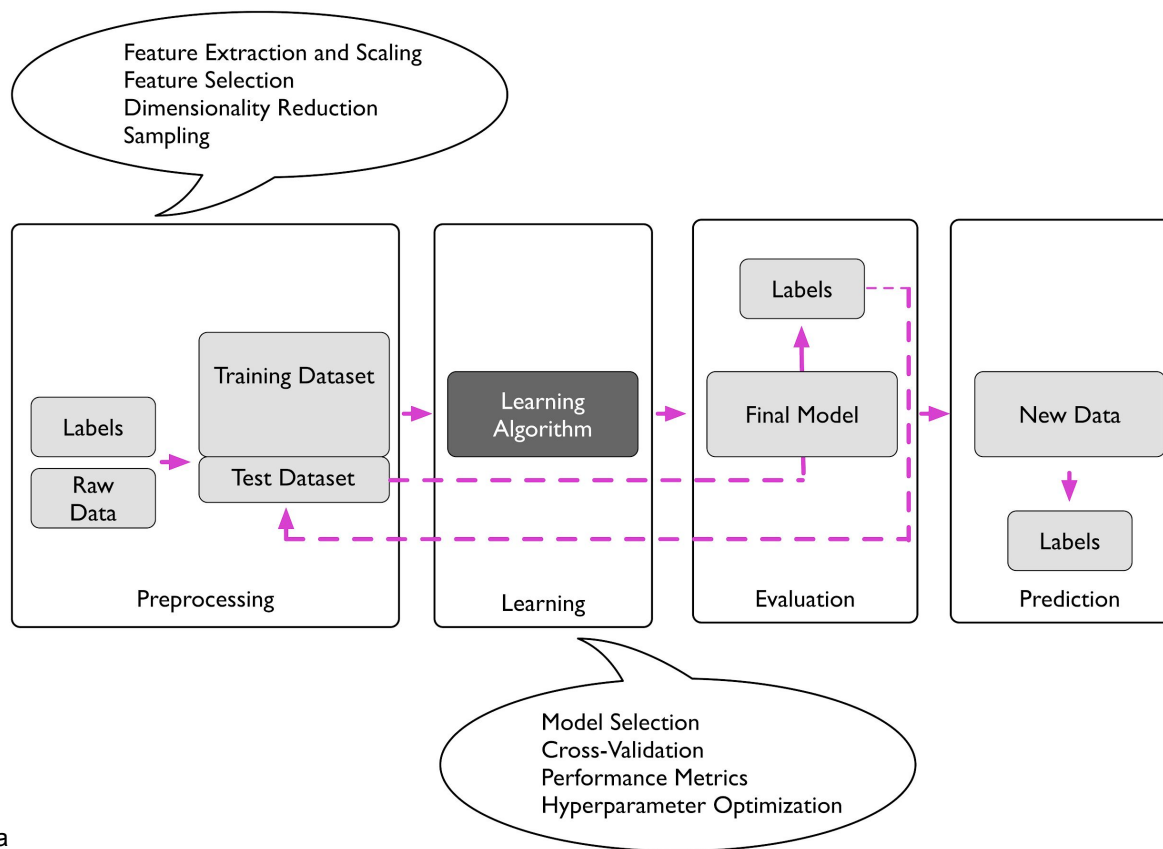 Feature Extraction and Scaling
Feature Selection
Dimensionality Reduction
Sampling
Labels
Raw
Data
Training Dataset
Test Dataset
Preprocessing
Learning
Algorithm
Learning
Labels
Final Model
Evaluation
New Data
Labels
Prediction
Model Selection
Cross-Validation
Performance Metrics
Hyperparameter Optimization
a